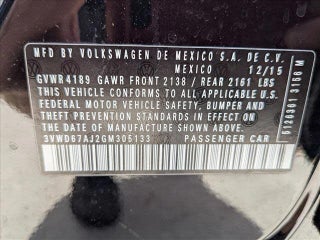 MFD BY VOLKSWAGEN DE MEXICO S.A. DE C.V.
MEXICO 12/15
GVWR 4189 GAWR FRONT 2138 / REAR 2161 LBS
THIS VEHICLE CONFORMS TO ALL APPLICABLE
FEDERAL MOTOR VEHICLE SAFETY, BUMPER AND
THEFT PREVENTION STANDARDS IN EFFECT ON THE
DATE OF MANUFACTURE SHOWN ABOVE.
3VWD67AJ2GM305133 PASSENGER CAR